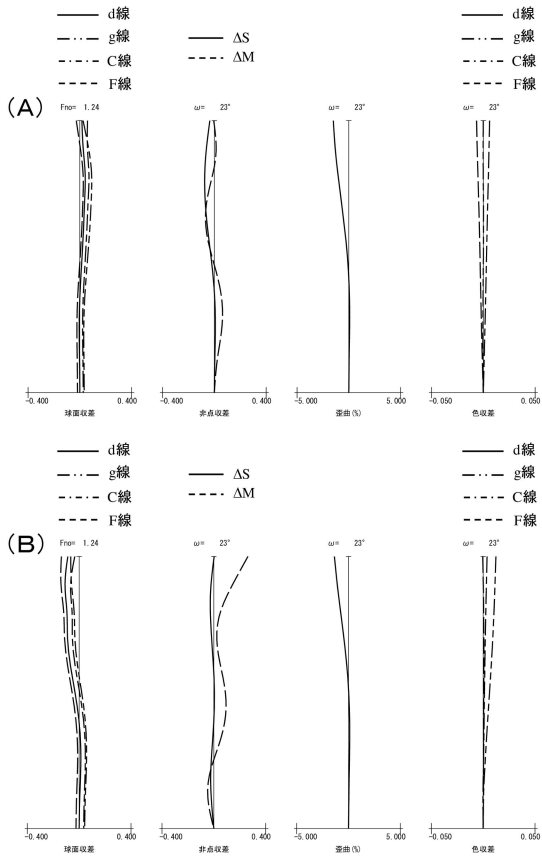 d線
g線
C線
F線
ΔS
ΔM
d線
g線
C線
F線
(A)
Fno= 1.24
ω= 23°
ω= 23°
ω= 23°
-0.400 0.400
球面収差
-0.400 0.400
非点収差
-5.000 5.000
歪曲(%)
-0.050 0.050
色収差
d線
g線
C線
F線
ΔS
ΔM
d線
g線
C線
F線
(B)
Fno= 1.24
ω= 23°
ω= 23°
ω= 23°
-0.400 0.400
球面収差
-0.400 0.400
非点収差
-5.000 5.000
歪曲(%)
-0.050 0.050
色収差